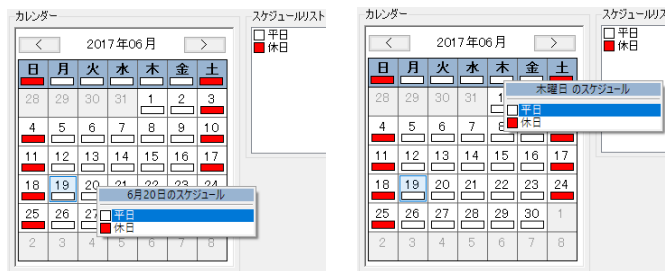 カレンダー
スケジュールリスト
< 2017年06月 >
平日
休日
日 月 火 水 木 金 土
28 29 30 31 1 2 3
4 5 6 7 8 9 10
11 12 13 14 15 16 17
18 19 20 21 22 23 24
6月20日のスケジュール
25 26 27
平日
休日
2 3 4 5 6 7 8
カレンダー
スケジュールリス
< 2017年06月 >
平日
休日
日 月 火 水 木 金 土
28 29 30 31 1
木曜日 のスケジュール
平日
休日
4 5 6 7 8
11 12 13 14 15 16 17
18 19 20 21 22 23 24
25 26 27 28 29 30 1
2 3 4 5 6 7 8